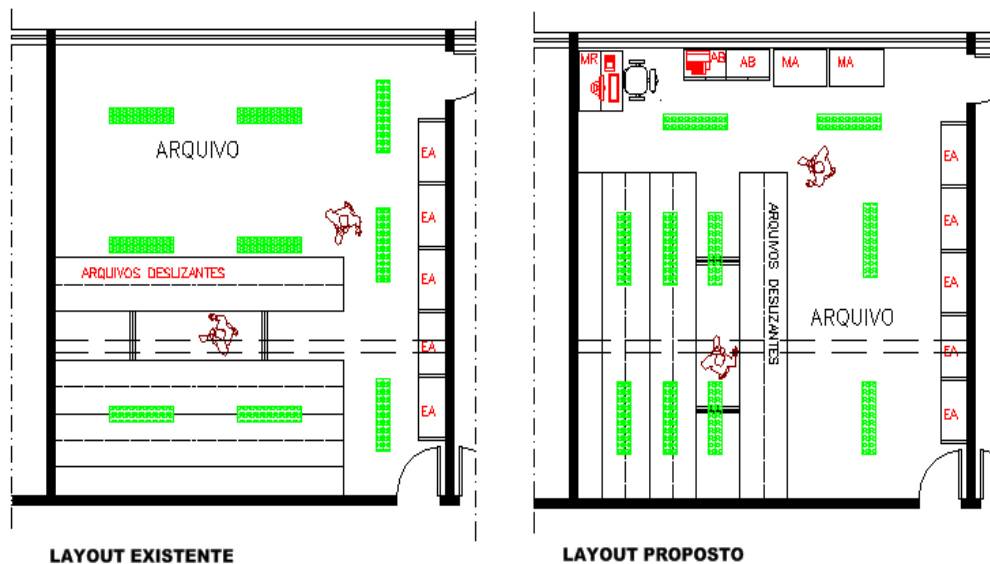 ARQUIVO
EA
EA
ARQUIVOS DESLIZANTES
EA
EA
EA
LAYOUT EXISTENTE
MR
AB
AB
MA
MA
EA
EA
ARQUIVOS DESLIZANTES
EA
ARQUIVO
EA
EA
LAYOUT PROPOSTO